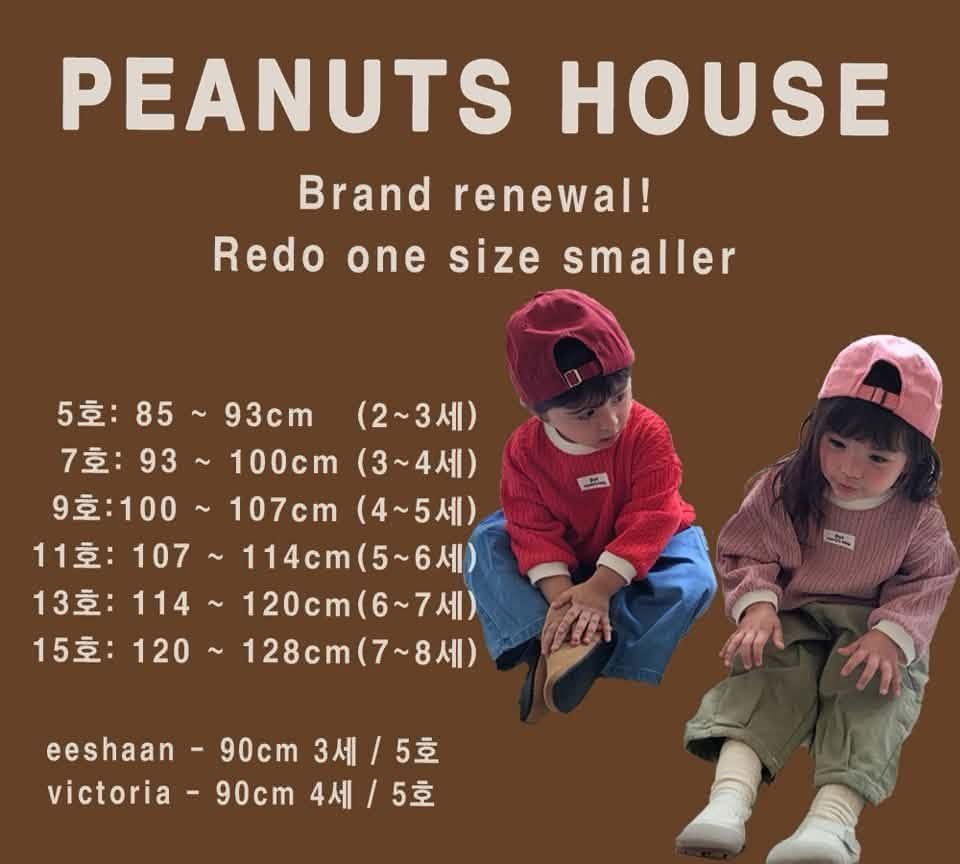 PEANUTS HOUSE
Brand renewal!
Redo one size smaller
5호: 85 ~ 93cm (2~3세)
7호: 93 ~ 100cm (3~4세)
9호:100 ~ 107cm (4~5세)
11호: 107 ~ 114cm(5~6세)
13호: 114 ~ 120cm(6~7세)
15호: 120 ~ 128cm(7~8세)
eeshaan - 90cm 3세 / 5호
victoria - 90cm 4세 / 5호